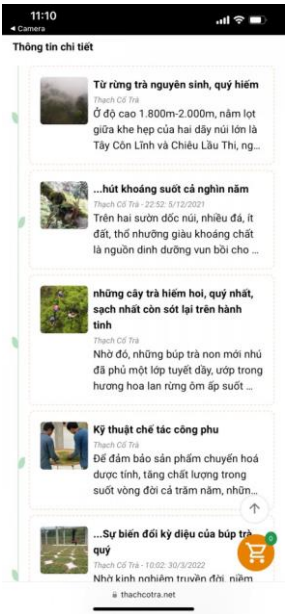 11:10
◄ Camera
Thông tin chi tiết
Từ rừng trà nguyên sinh, quý hiếm
Thạch Cổ Trà
Ở độ cao 1.800m-2.000m, nằm lọt
giữa khe hẹp của hai dãy núi lớn là
Tây Côn Lĩnh và Chiêu Lầu Thi, ng...
...hút khoáng suốt cả nghìn năm
Thạch Cổ Trà - 22:52: 5/12/2021
Trên hai sườn dốc núi, nhiều đá, ít
đất, thổ nhưỡng giàu khoáng chất
là nguồn dinh dưỡng vun bồi cho ...
những cây trà hiếm hoi, quý nhất,
sạch nhất còn sót lại trên hành
tinh
Thạch Cổ Trà
Nhờ đó, những búp trà non mới nhú
đã phủ một lớp tuyết dầy, ướp trong
hương hoa lan rừng ôm ấp suốt ...
Kỹ thuật chế tác công phu
Thạch Cổ Trà
Để đảm bảo sản phẩm chuyển hoá
dược tính, tăng chất lượng trong
suốt vòng đời cả trăm năm, nhữn...
...Sự biến đổi kỳ diệu của búp trà
quý
Thạch Cổ Trà - 10:02: 30/3/2022
Nhờ kinh nghiệm truyền đời, niềm
0
thachcotra.net